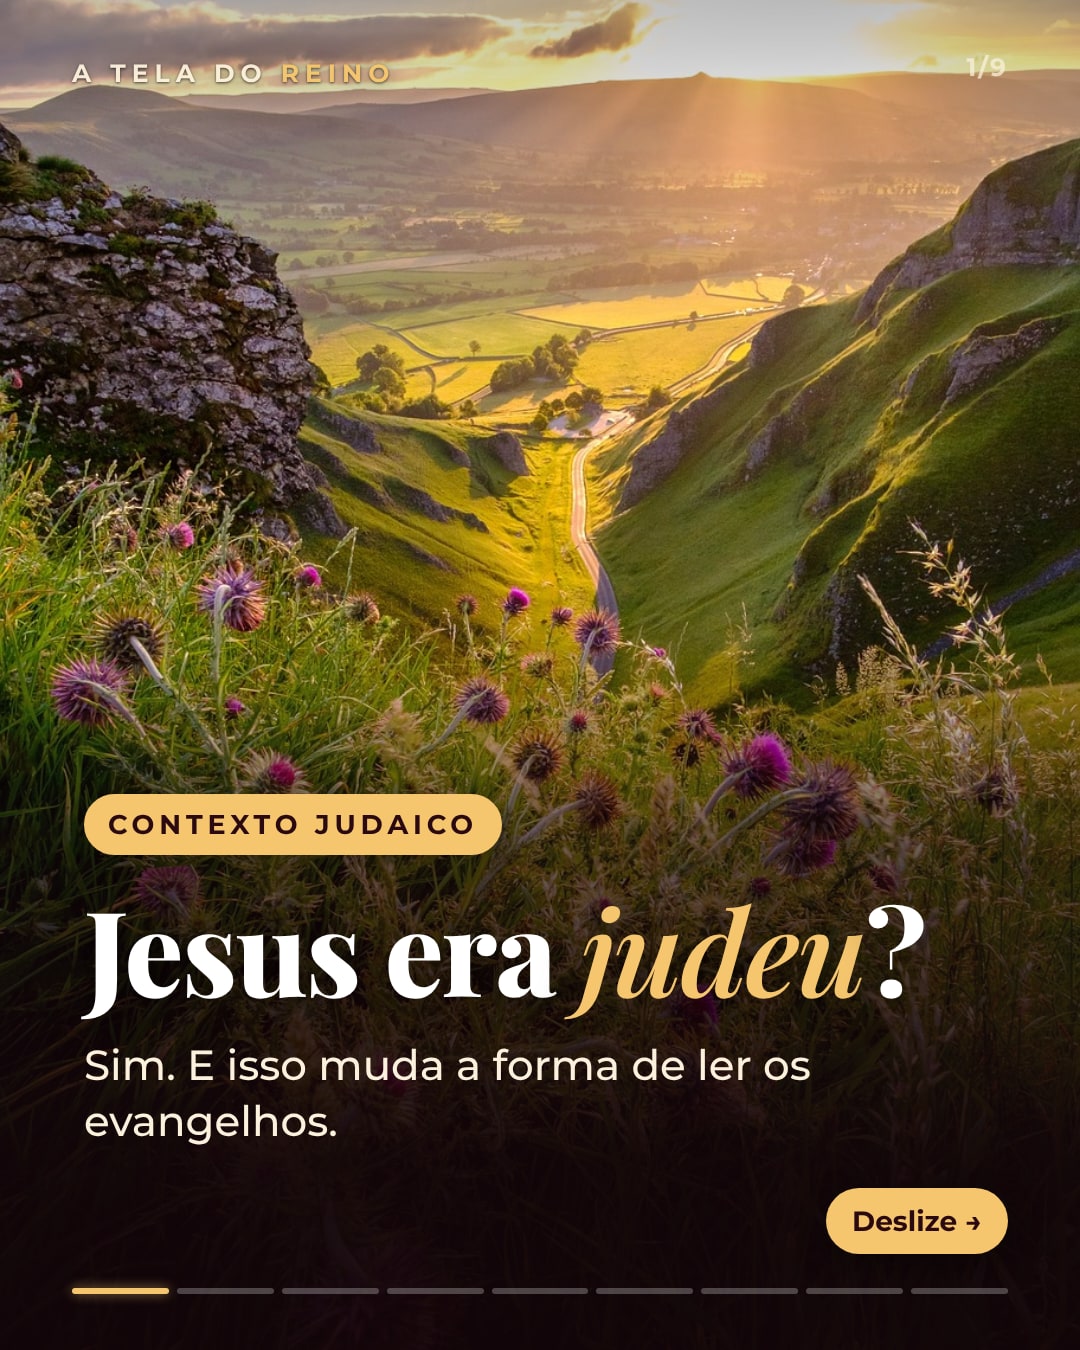 A TELA DO REINO
1/9
CONTEXTO JUDAICO
Jesus era judeu?
Sim. E isso muda a forma de ler os
evangelhos.
Deslize →